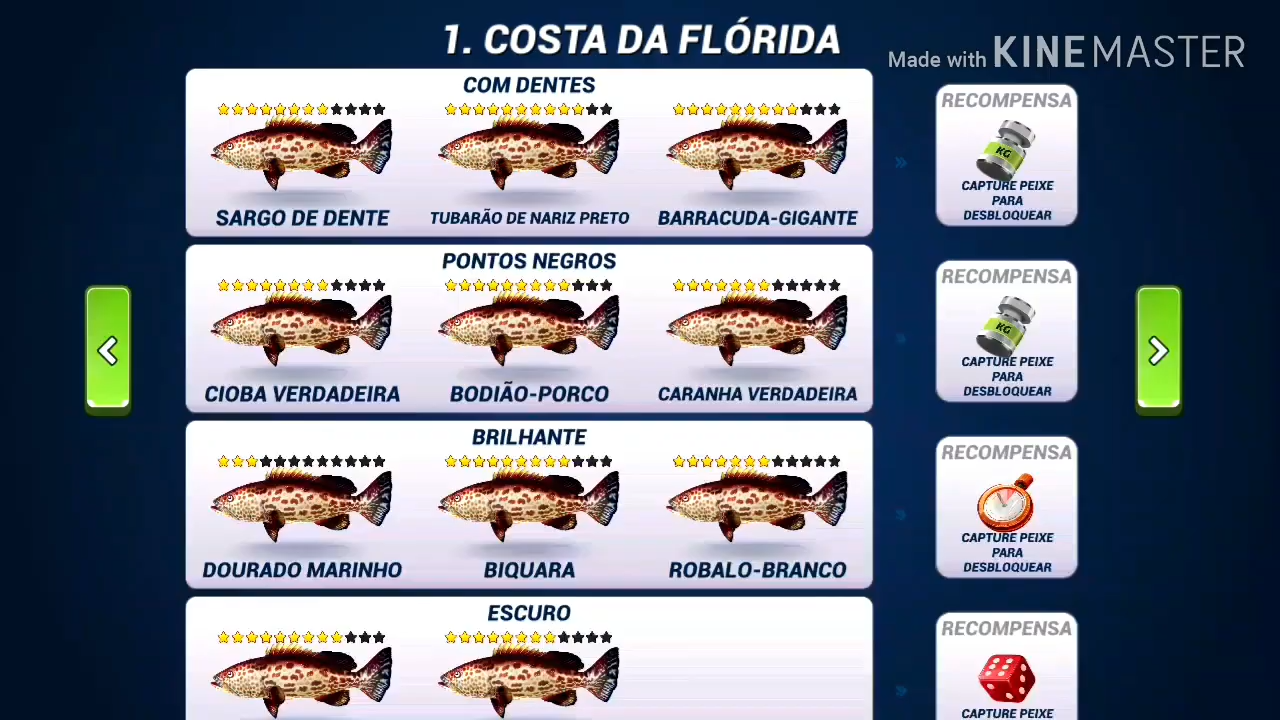 1. COSTA DA FLÓRIDA
Made with KINEMASTER
COM DENTES
RECOMPENSA
KG
SARGO DE DENTE
TUBARÃO DE NARIZ PRETO
BARRACUDA-GIGANTE
CAPTURE PEIXE
PARA
DESBLOQUEAR
PONTOS NEGROS
RECOMPENSA
KG
CIOBA VERDADEIRA
BODIÃO-PORCO
CARANHA VERDADEIRA
CAPTURE PEIXE
PARA
DESBLOQUEAR
BRILHANTE
RECOMPENSA
DOURADO MARINHO
BIQUARA
ROBALO-BRANCO
CAPTURE PEIXE
PARA
DESBLOQUEAR
ESCURO
RECOMPENSA
CAPTURE PEIXE